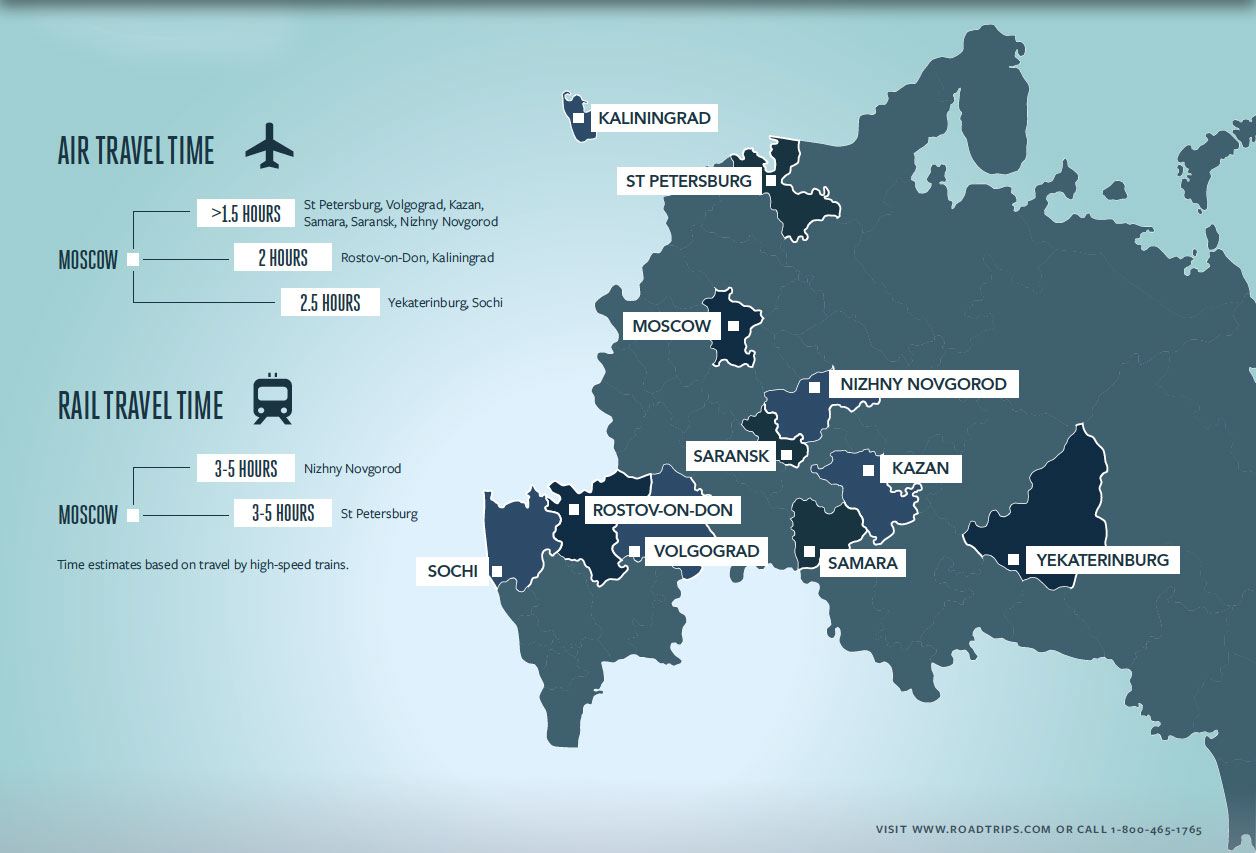 AIR TRAVEL TIME
>1.5 HOURS
St Petersburg, Volgograd, Kazan,
Samara, Saransk, Nizhny Novgorod
MOSCOW
2 HOURS
Rostov-on-Don, Kaliningrad
2.5 HOURS
Yekaterinburg, Sochi
RAIL TRAVEL TIME
3-5 HOURS
Nizhny Novgorod
MOSCOW
3-5 HOURS
St Petersburg
Time estimates based on travel by high-speed trains.
KALININGRAD
ST PETERSBURG
MOSCOW
NIZHNY NOVGOROD
SARANSK
KAZAN
ROSTOV-ON-DON
VOLGOGRAD
SOCHI
SAMARA
YEKATERINBURG
VISIT WWW.ROADTRIPS.COM OR CALL 1-800-465-1765